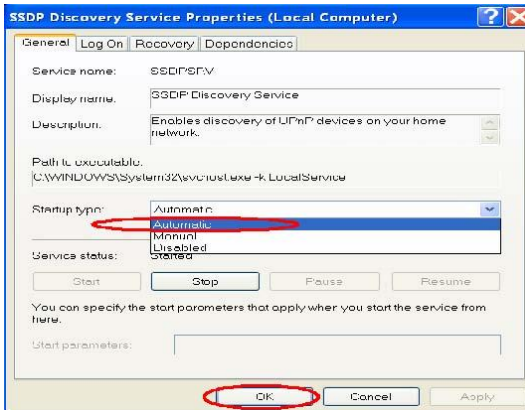 SSDP Discovery Service Properties (Local Computer)
General Log On Recovery Dependencies
Service name: SSDPSRV
Display name: SSDP Discovery Service
Description: Enables discovery of UPnP devices on your home
network.
Path to executable:
C:\WINDOWS\System32\svchost.exe -k LocalService
Startup type: Automatic
Automatic
Manual
Disabled
Service status: Started
Start Stop Pause Resume
You can specify the start parameters that apply when you start the service from
here.
Start parameters:
OK Cancel Apply